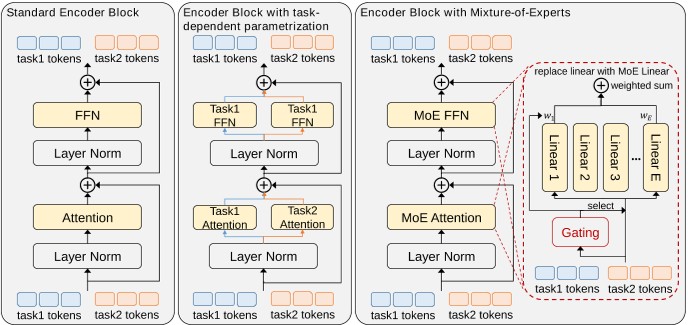 Standard Encoder Block
task1 tokens task2 tokens
FFN
Layer Norm
Attention
Layer Norm
task1 tokens task2 tokens
Encoder Block with task-
dependent parametrization
task1 tokens task2 tokens
Task1
FFN
Task1
FFN
Layer Norm
Task1
Attention
Task2
Attention
Layer Norm
task1 tokens task2 tokens
Encoder Block with Mixture-of-Experts
task1 tokens task2 tokens
MoE FFN
Layer Norm
MoE Attention
Layer Norm
task1 tokens task2 tokens
replace linear with MoE Linear
weighted sum
w1 wE
Linear 1
Linear 2
Linear 3
...
Linear E
select
Gating
task1 tokens task2 tokens